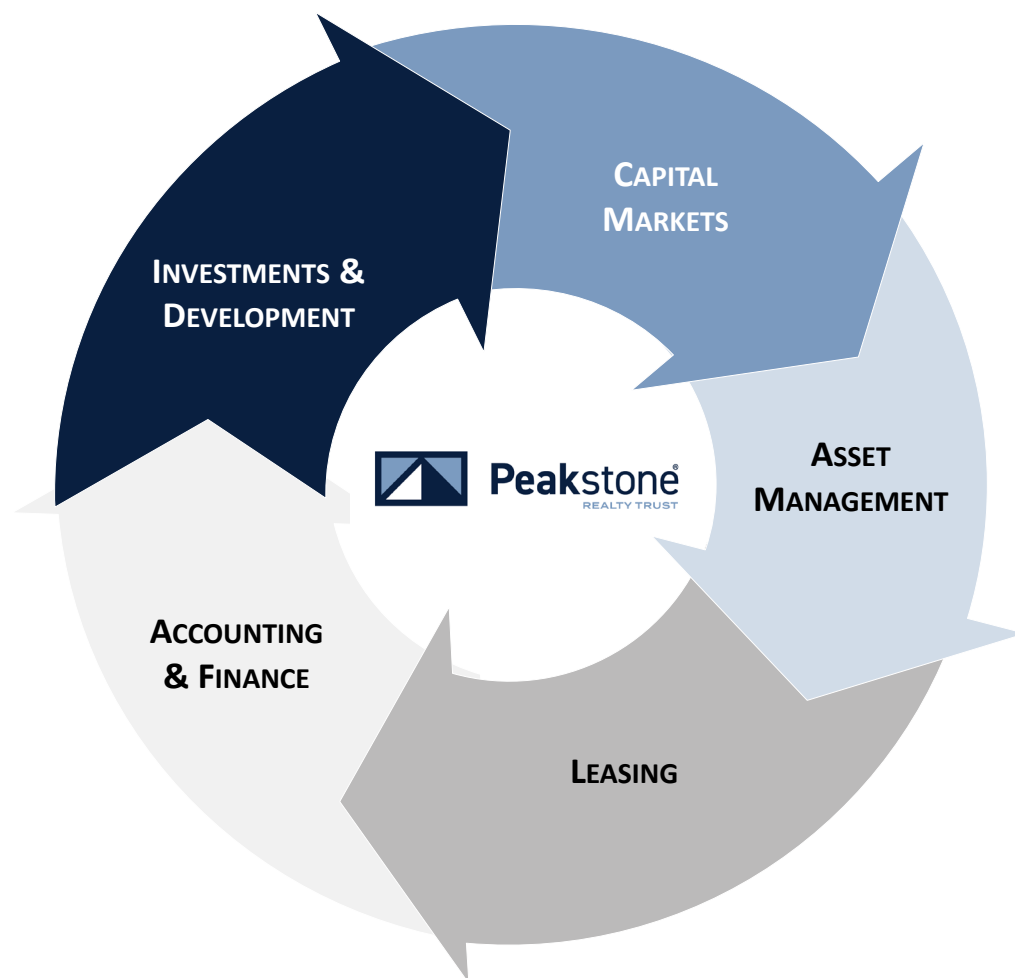 CAPITAL
MARKETS
INVESTMENTS &
DEVELOPMENT
ASSET
MANAGEMENT
Peakstone®
REALTY TRUST
ACCOUNTING
& FINANCE
LEASING